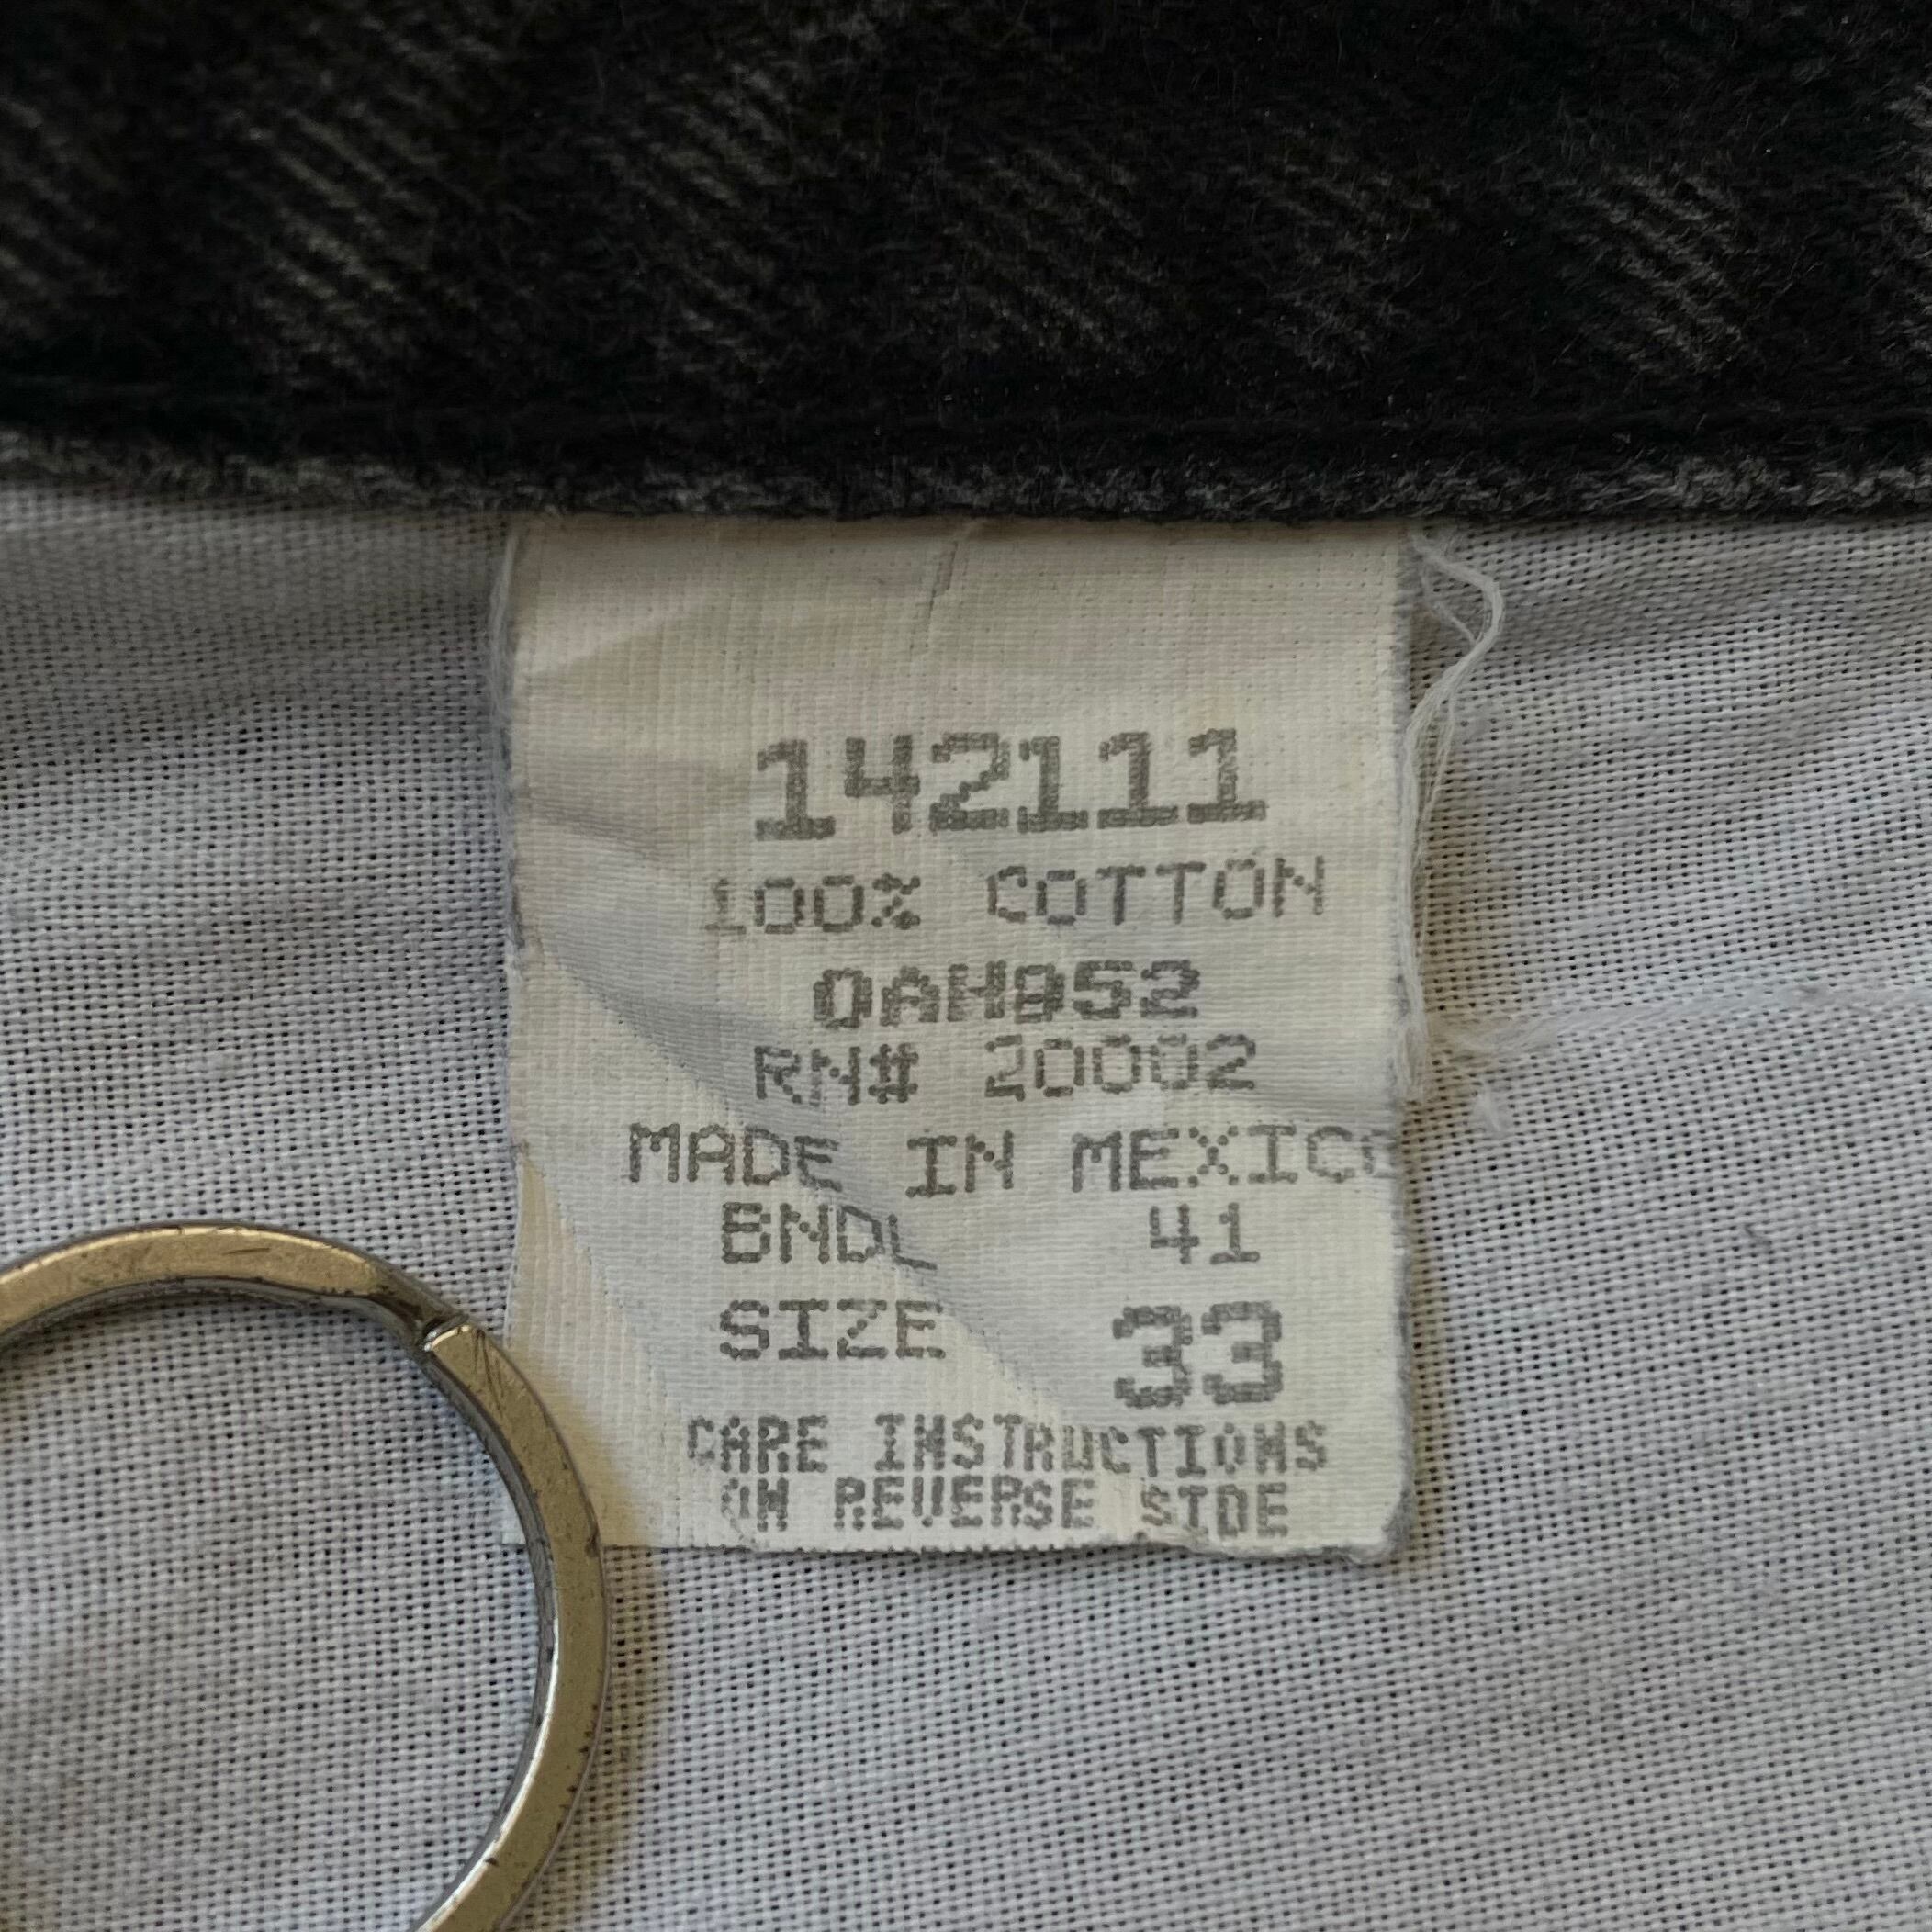 142111
100% COTTON
0AH952
RN# 20002
MADE IN MEXICO
BNDL 41
SIZE 33
CARE INSTRUCTIONS
ON REVERSE SIDE